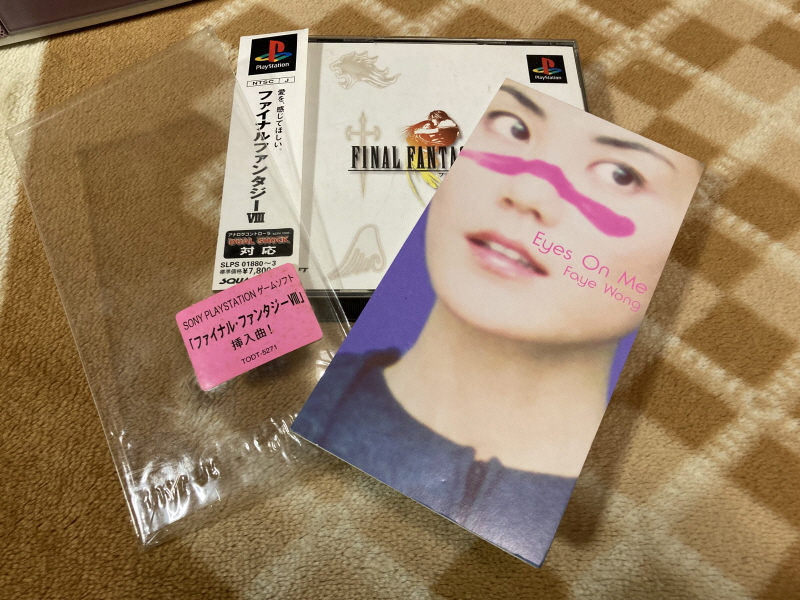 PlayStation
NTSC J
愛を、感じてほしい。
ファイナルファンタジーVIII
アナログコントローラ
DUAL SHOCK
対応
SLPS 01880〜3
標準価格¥7,800
SQUARE SOFT
FINAL FANTA
PlayStation
SONY PLAYSTATION ゲームソフト
「ファイナル・ファンタジーVIII」
挿入曲!
TODT-5271
Eyes On Me
Faye Wong